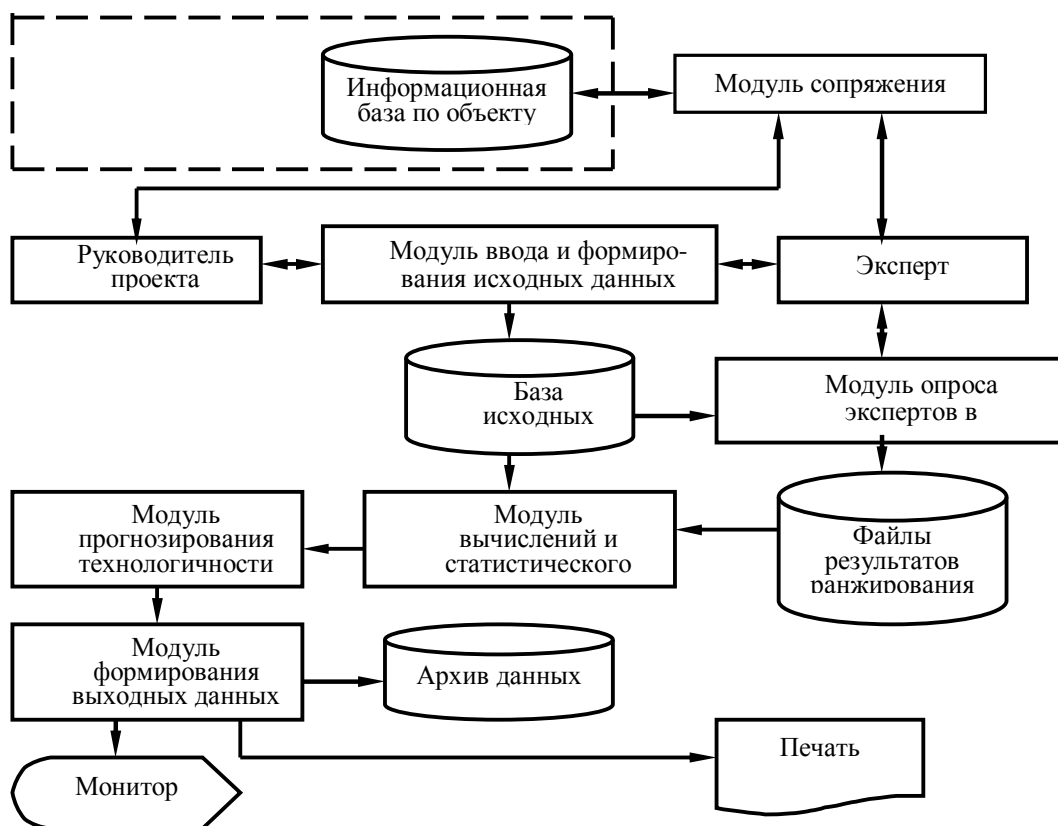 Информационная
база по объекту
Модуль сопряжения
Руководитель
проекта
Модуль ввода и формиро-
вания исходных данных
Эксперт
База
исходных
Модуль опроса
экспертов в
Модуль
прогнозирования
технологичности
Модуль
вычислений и
статистического
Файлы
результатов
ранжирования
Модуль
формирования
выходных данных
Архив данных
Печать
Монитор